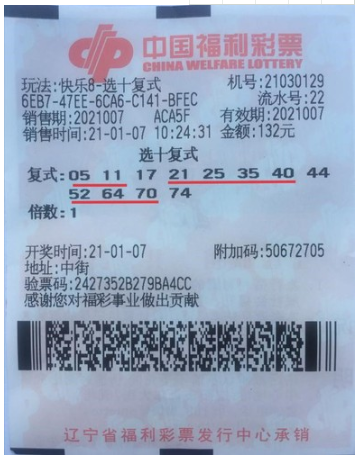 中国福利彩票
CHINA WELFARE LOTTERY
玩法:快乐8-选十复式 机号:21030129
6EB7-47EE-6CA6-C141-BFEC 流水号:22
销售期:2021007 ACA5F 有效期:2021007
销售时间:21-01-07 10:24:31 金额:132元
选十复式
复式:05 11 17 21 25 35 40 44
52 64 70 74
倍数:1
开奖时间:21-01-07 附加码:50672705
地址:中街
验票码:2427352B279BA4CC
感谢您对福彩事业做出贡献
辽宁省福利彩票发行中心承销